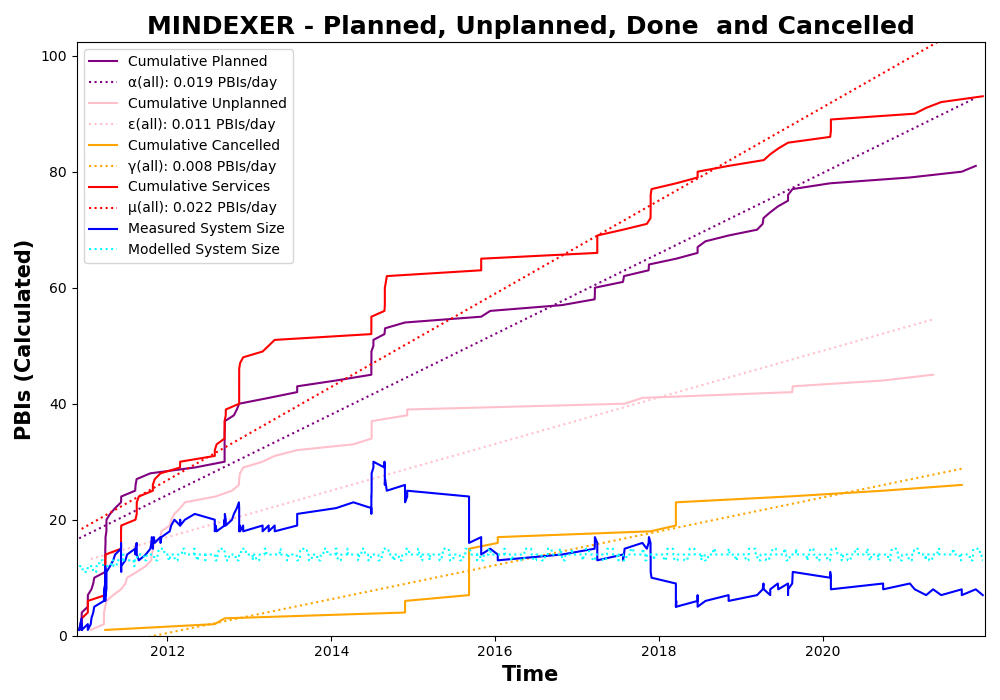 MINDEXER - Planned, Unplanned, Done  and Cancelled
PBIs (Calculated)
100
80
60
40
20
0
Cumulative Planned
α(all): 0.019 PBIs/day
Cumulative Unplanned
ε(all): 0.011 PBIs/day
Cumulative Cancelled
γ(all): 0.008 PBIs/day
Cumulative Services
μ(all): 0.022 PBIs/day
Measured System Size
Modelled System Size
2012
2014
2016
2018
2020
Time